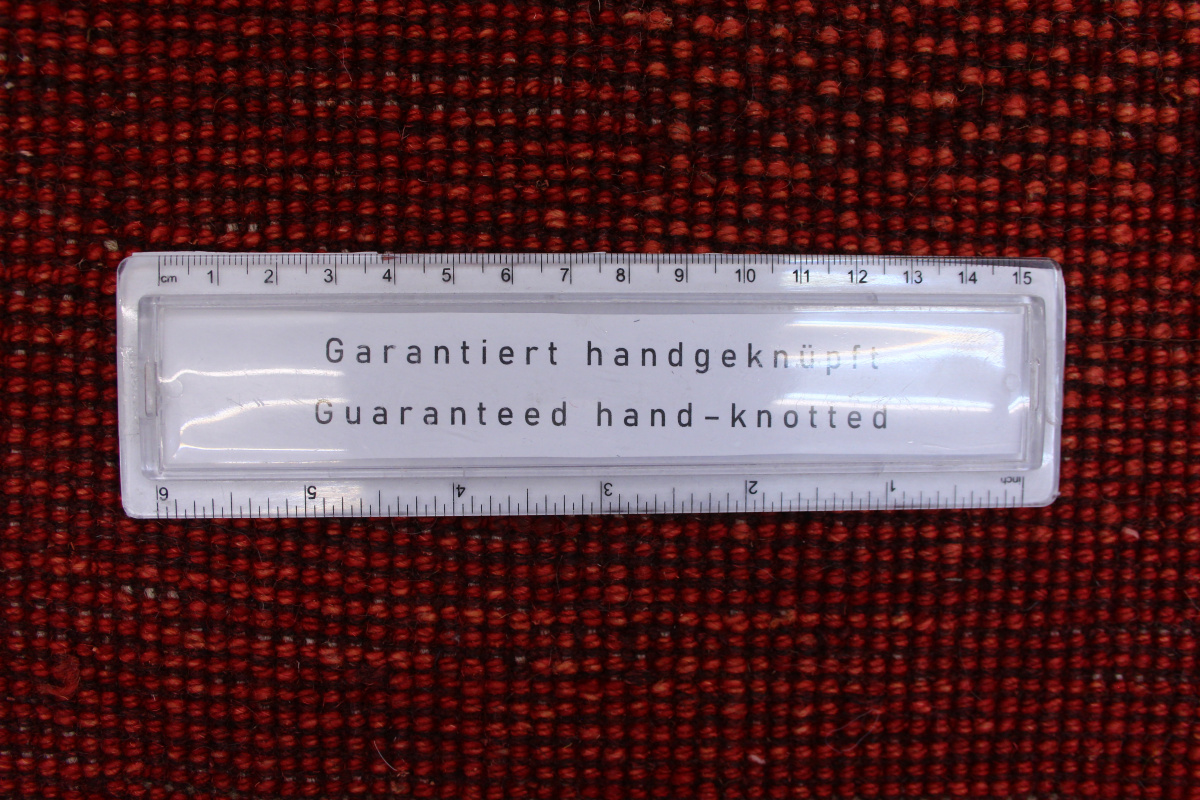 cm 1 2 3 4 5 6 7 8 9 10 11 12 13 14 15
Garantiert handgeknüpft
Guaranteed hand-knotted
6 5 4 3 2 1 inch